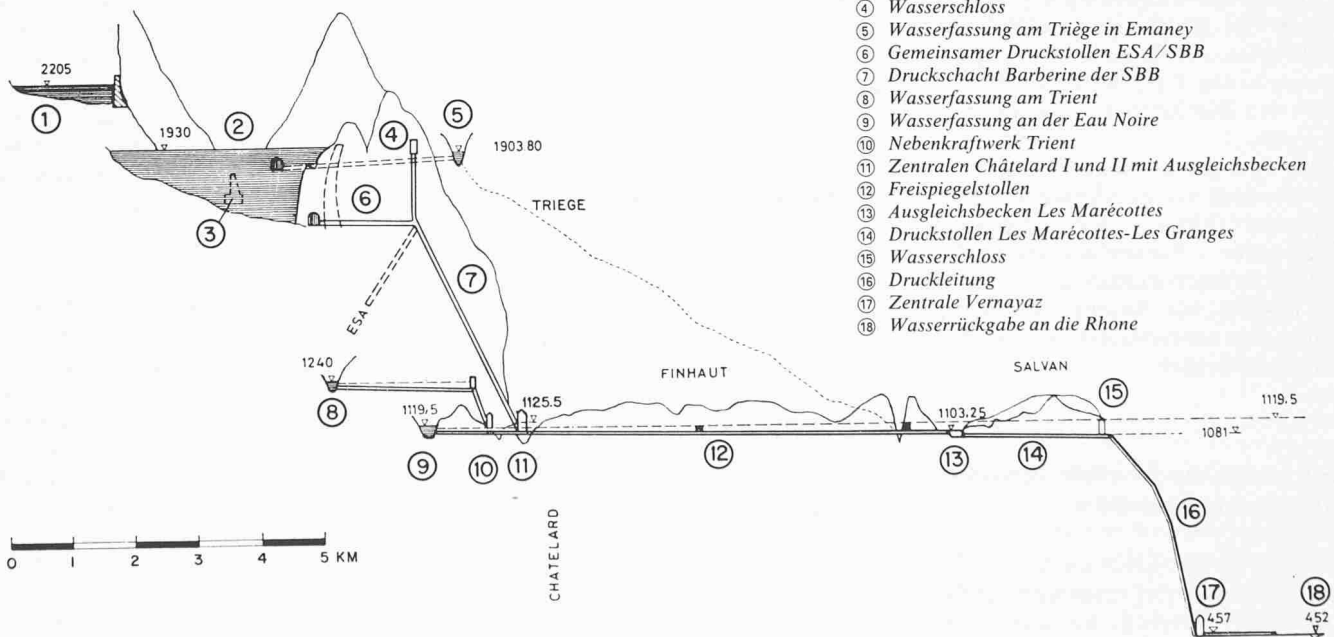 ④ Wasserschloss
⑤ Wasserfassung am Triège in Emaney
⑥ Gemeinsamer Druckstollen ESA/SBB
⑦ Druckschacht Barberine der SBB
⑧ Wasserfassung am Trient
⑨ Wasserfassung an der Eau Noire
⑩ Nebenkraftwerk Trient
⑪ Zentralen Châtelard I und II mit Ausgleichsbecken
⑫ Freispiegelstollen
⑬ Ausgleichsbecken Les Marécottes
⑭ Druckstollen Les Marécottes-Les Granges
⑮ Wasserschloss
⑯ Druckleitung
⑰ Zentrale Vernayaz
⑱ Wasserrückgabe an die Rhone
2205
①
1930
②
③
④
⑤
1903.80
⑥
TRIEGE
⑦
ESA
1240
⑧
1119,5
⑨
⑩
1125.5
⑪
FINHAUT
⑫
SALVAN
1103.25
⑬
⑭
⑮
1119.5
1081
⑯
⑰
457
⑱
452
CHATELARD
0 1 2 3 4 5 KM